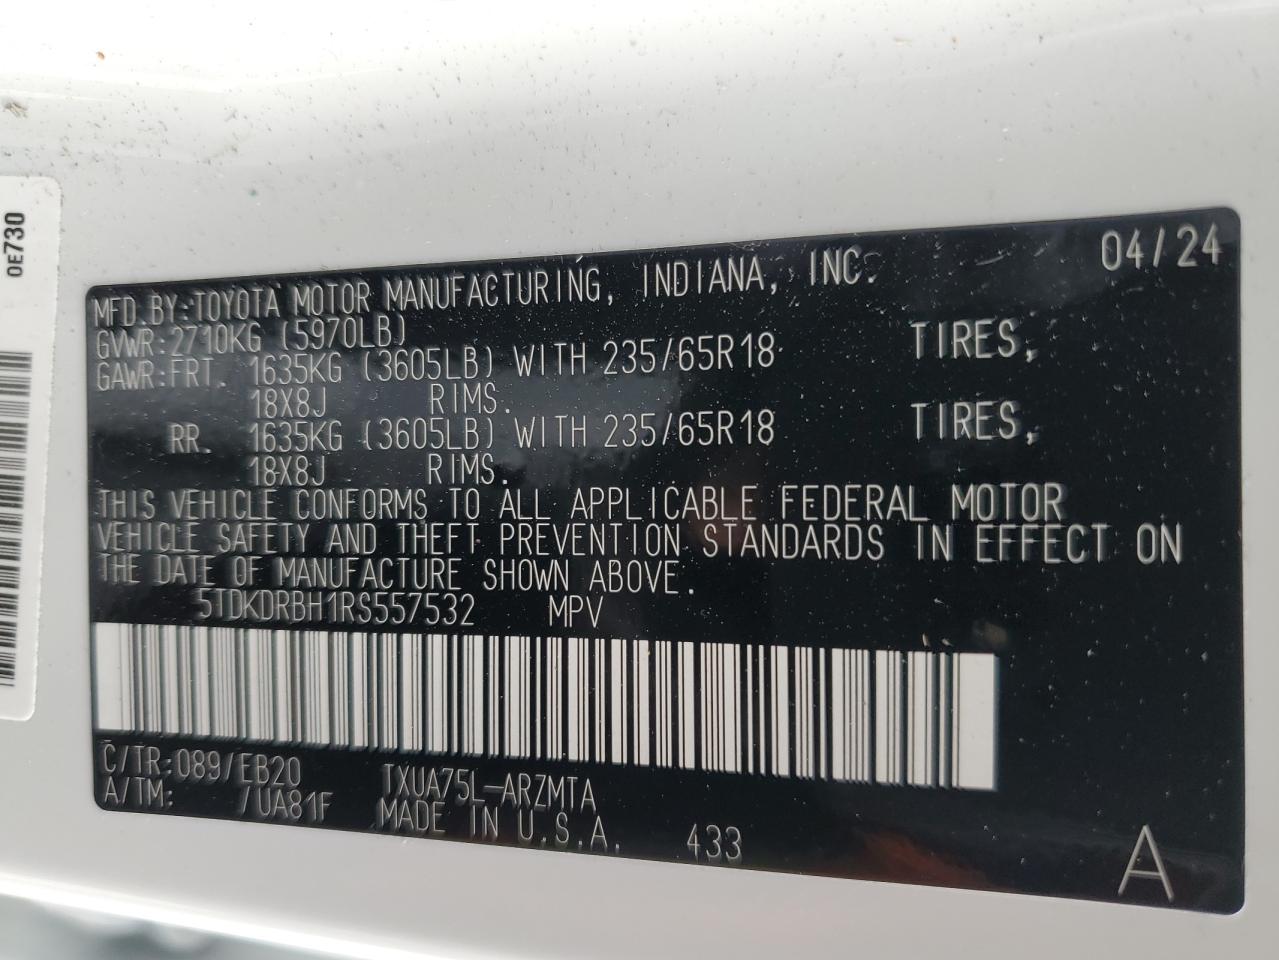 0E730
04/24
MFD.BY:TOYOTA MOTOR MANUFACTURING, INDIANA, INC.
GVWR:2710KG (5970LB)
GAWR:FRT. 1635KG (3605LB) WITH 235/65R18 TIRES,
18X8J RIMS.
RR. 1635KG (3605LB) WITH 235/65R18 TIRES,
18X8J RIMS.
THIS VEHICLE CONFORMS TO ALL APPLICABLE FEDERAL MOTOR
VEHICLE SAFETY AND THEFT PREVENTION STANDARDS IN EFFECT ON
THE DATE OF MANUFACTURE SHOWN ABOVE.
5TDKDRBH1RS557532 MPV
C/TR:089/EB20 TXUA75L-ARZMTA
A/TM: /UA81F MADE IN U.S.A. 433
A